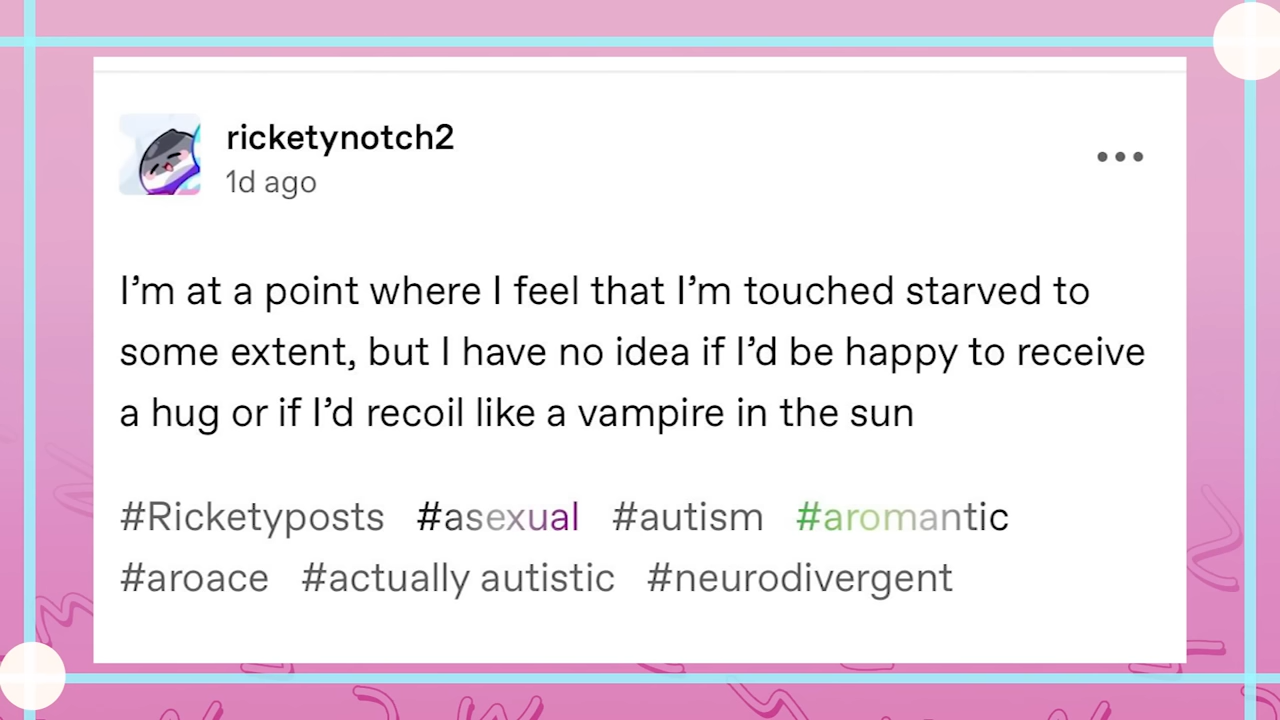 ricketynotch2
1d ago
I’m at a point where I feel that I’m touched starved to
some extent, but I have no idea if I’d be happy to receive
a hug or if I’d recoil like a vampire in the sun
#Ricketyposts #asexual #autism #aromantic
#aroace #actually autistic #neurodivergent